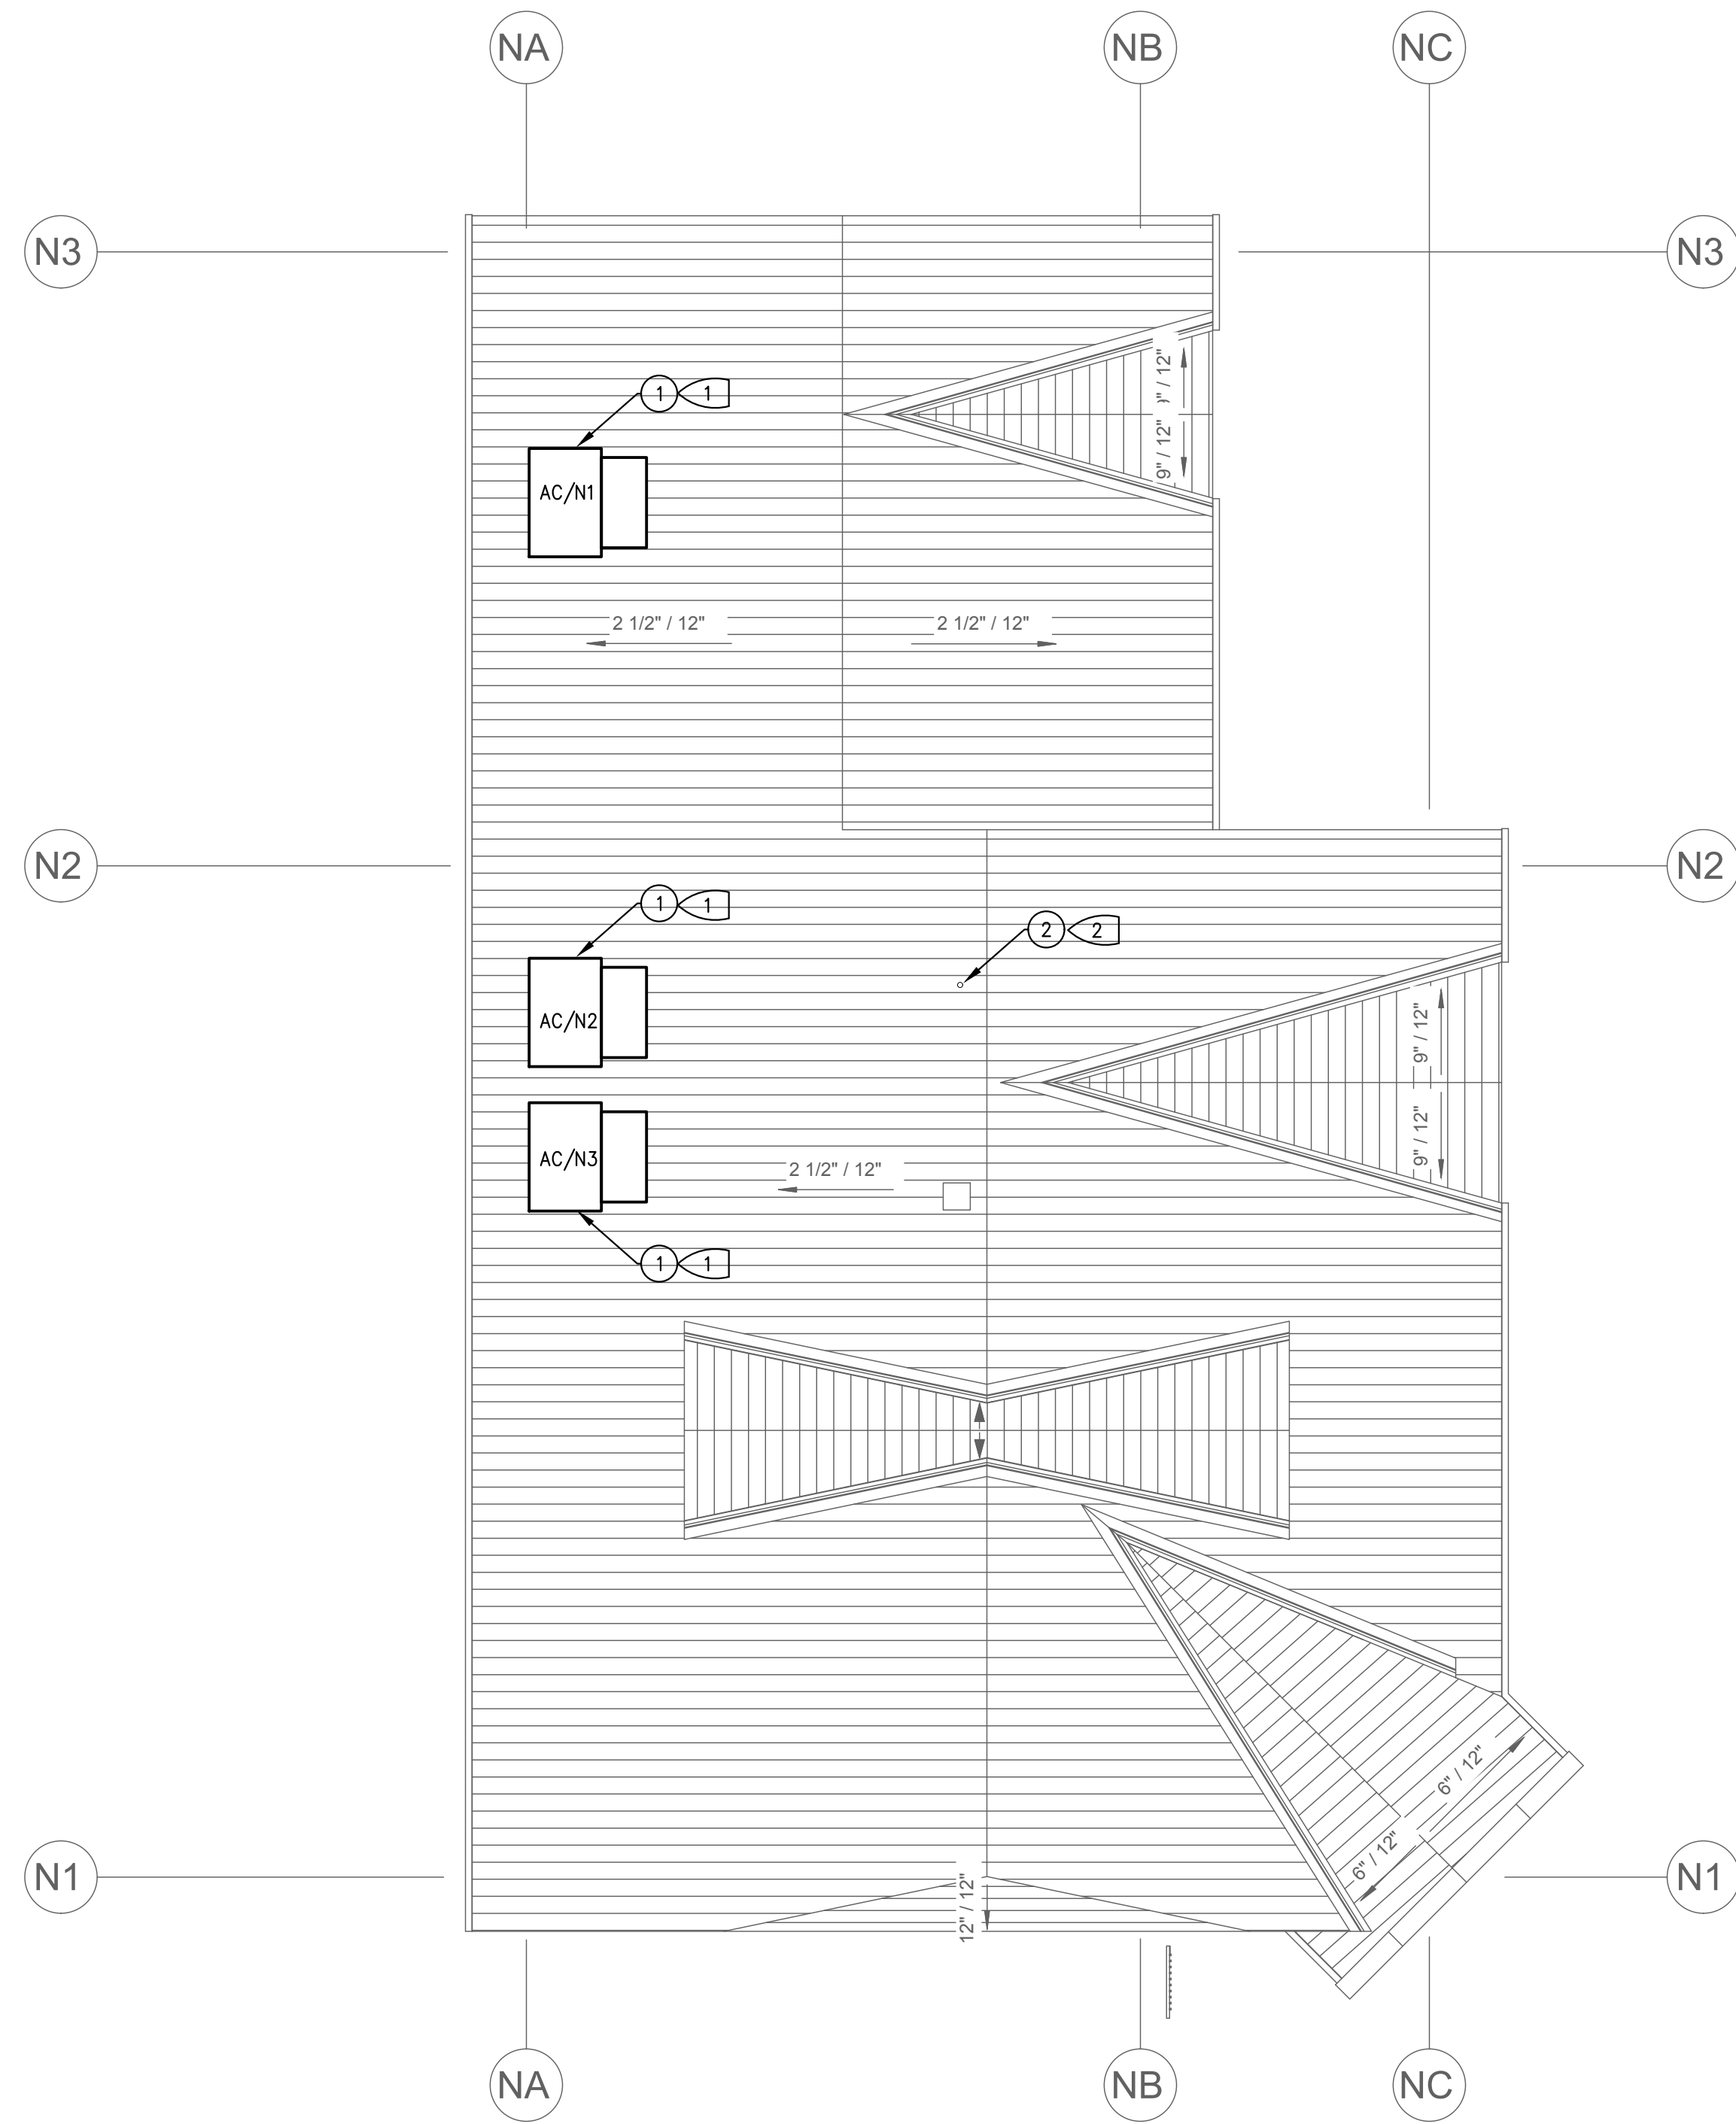 NA
NB
NC
N3
N3
9" / 12"
1 1
9" / 12"
AC/N1
2 1/2" / 12"
2 1/2" / 12"
N2
N2
1 1
2 2
AC/N2
9" / 12"
9" / 12"
AC/N3
2 1/2" / 12"
1 1
6" / 12"
6" / 12"
N1
N1
12" / 12"
NA
NB
NC